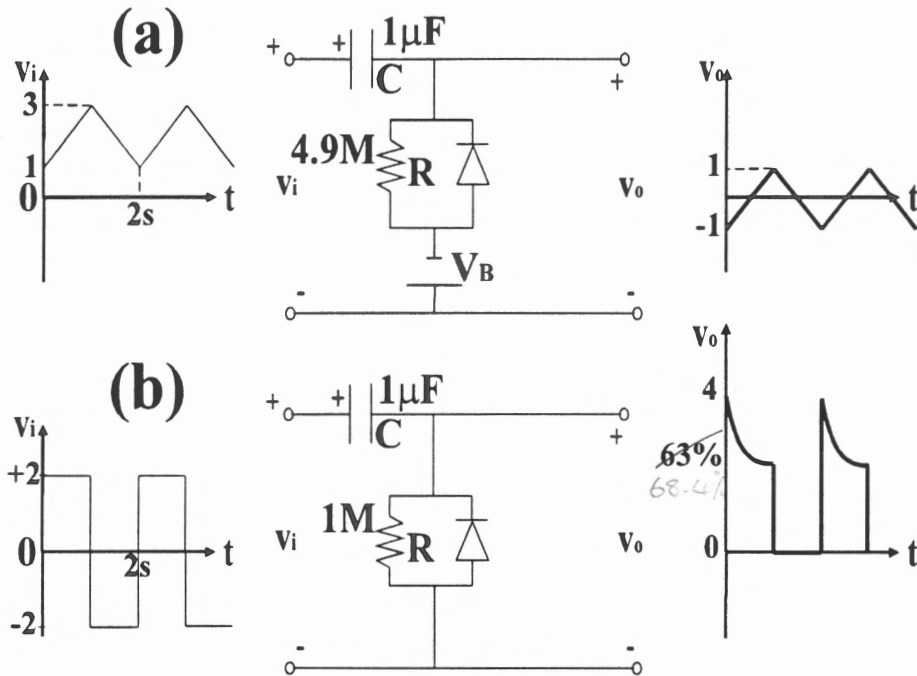 (a)
Vi
3
1
0
2s
t
+
+
1μF
C
+
4.9M
R
Vi
Vo
VB
-
-
Vo
1
-1
t
(b)
Vi
+2
0
2s
t
-2
+
+
1μF
C
+
1M
R
Vi
Vo
-
-
Vo
4
63%
68.4%
0
t